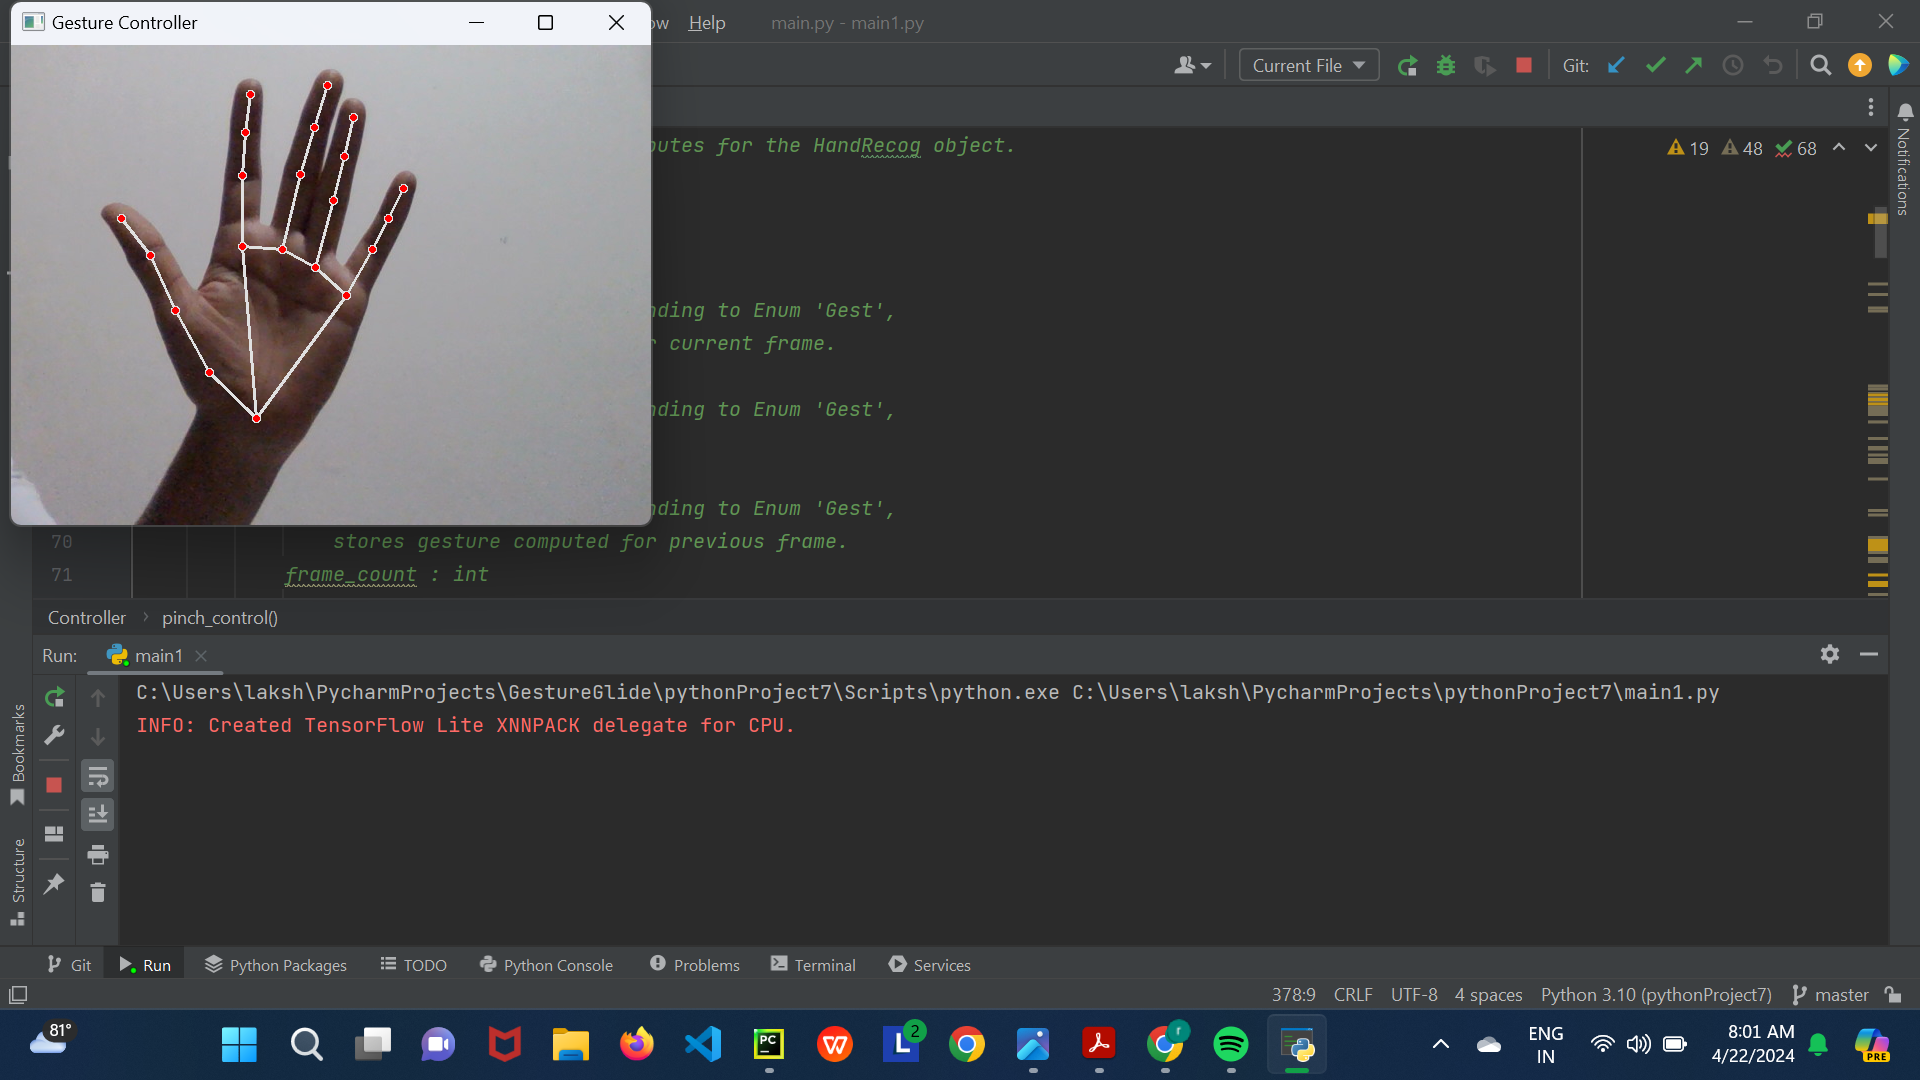 Gesture Controller
ow Help main.py - main1.py
Current File Git:
butes for the HandRecog object.
19 48 68
Notifications
nding to Enum 'Gest',
r current frame.
nding to Enum 'Gest',
nding to Enum 'Gest',
70 stores gesture computed for previous frame.
71 frame_count : int
Controller pinch_control()
Run: main1
C:\Users\laksh\PycharmProjects\GestureGlide\pythonProject7\Scripts\python.exe C:\Users\laksh\PycharmProjects\pythonProject7\main1.py
INFO: Created TensorFlow Lite XNNPACK delegate for CPU.
Bookmarks
Structure
Git Run Python Packages TODO Python Console Problems Terminal Services
378:9 CRLF UTF-8 4 spaces Python 3.10 (pythonProject7) master
81° PC W L 2 r ENG 8:01 AM
IN 4/22/2024 PRE